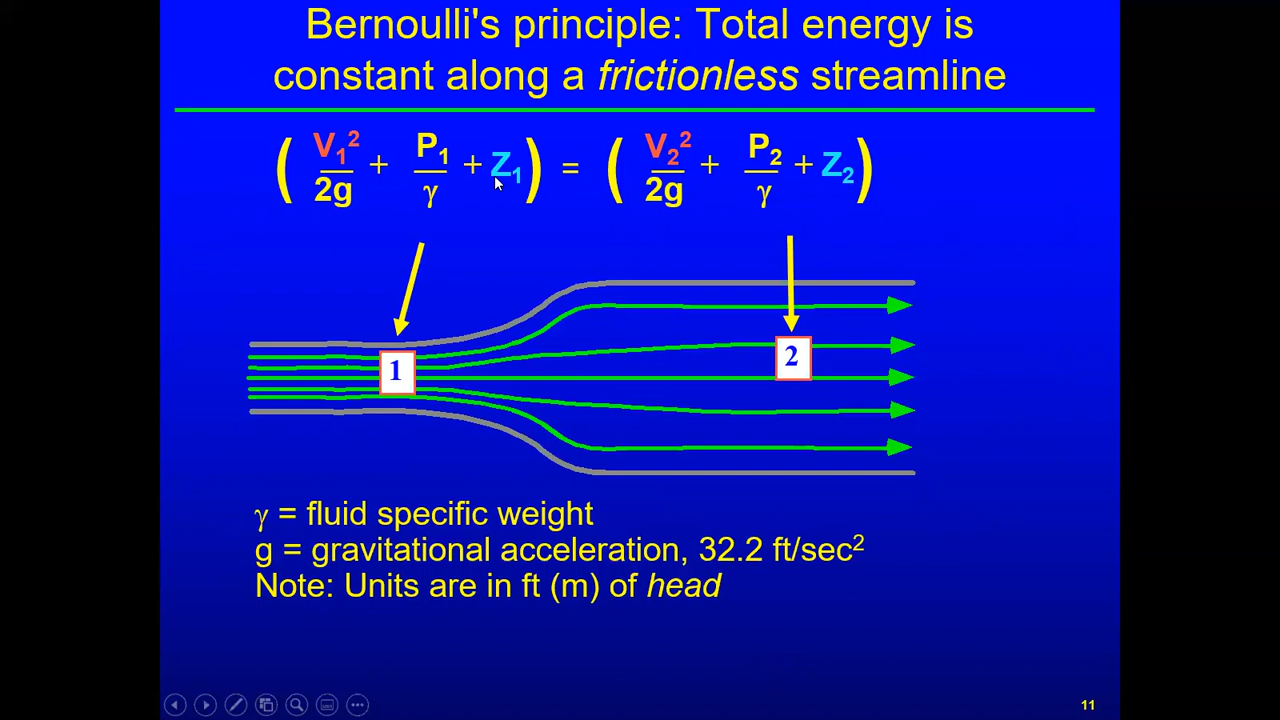 Bernoulli's principle: Total energy is
constant along a frictionless streamline
( V₁²/2g + P₁/γ + Z₁ ) = ( V₂²/2g + P₂/γ + Z₂ )
1
2
γ = fluid specific weight
g = gravitational acceleration, 32.2 ft/sec²
Note: Units are in ft (m) of head
11